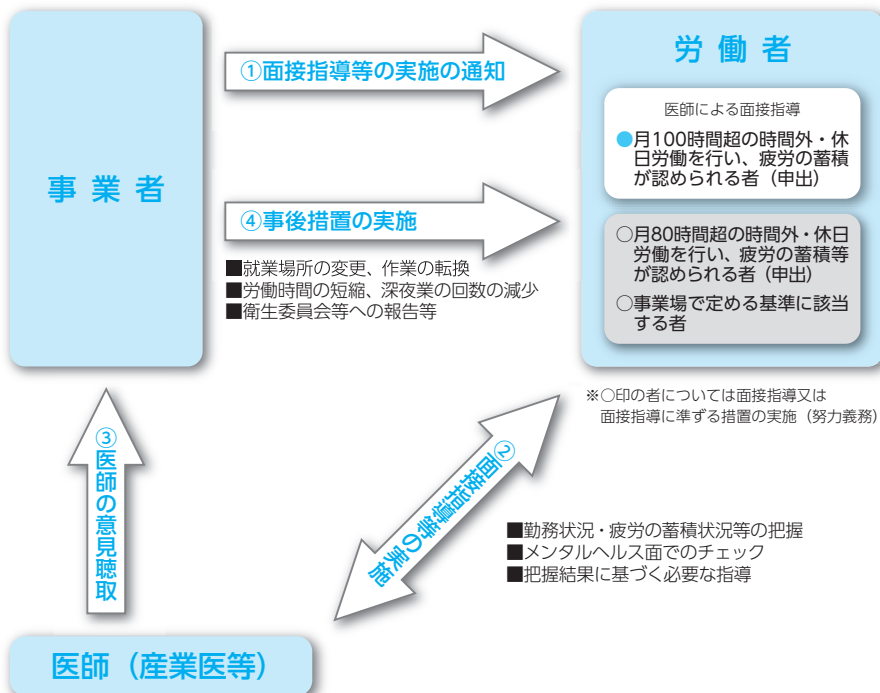 事業者
①面接指導等の実施の通知
④事後措置の実施
■就業場所の変更、作業の転換
■労働時間の短縮、深夜業の回数の減少
■衛生委員会等への報告等
労働者
医師による面接指導
●月100時間超の時間外・休
日労働を行い、疲労の蓄積
が認められる者（申出）
○月80時間超の時間外・休日
労働を行い、疲労の蓄積等
が認められる者（申出）
○事業場で定める基準に該当
する者
※○印の者については面接指導又は
面接指導に準ずる措置の実施（努力義務）
③医師の意見聴取
②面接指導等の実施
■勤務状況・疲労の蓄積状況等の把握
■メンタルヘルス面でのチェック
■把握結果に基づく必要な指導
医師（産業医等）